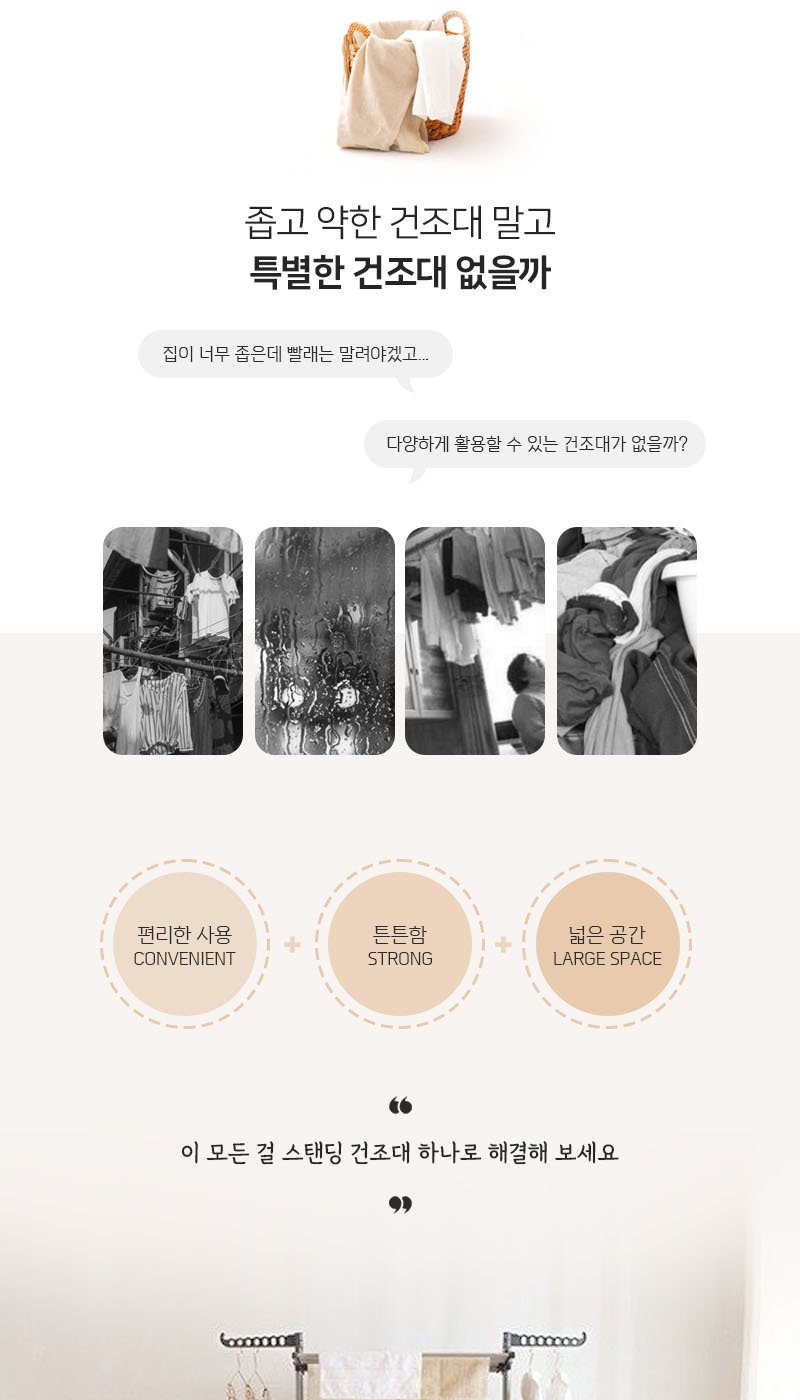 좁고 약한 건조대 말고
특별한 건조대 없을까
집이 너무 좁은데 빨래는 말려야겠고...
다양하게 활용할 수 있는 건조대가 없을까?
편리한 사용
CONVENIENT
+
튼튼함
STRONG
+
넓은 공간
LARGE SPACE
“
이 모든 걸 스탠딩 건조대 하나로 해결해 보세요
”